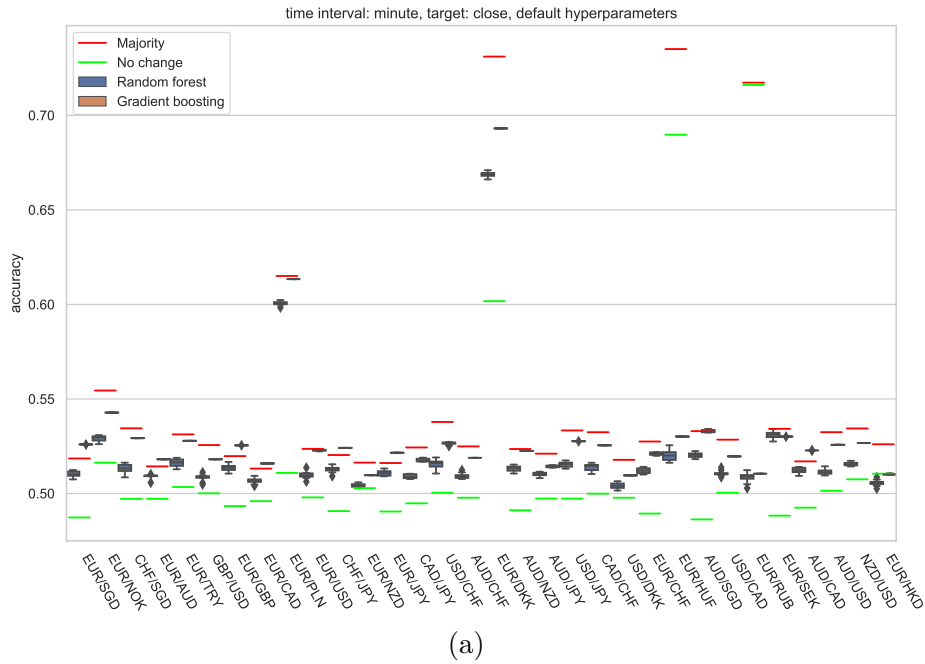 time interval: minute, target: close, default hyperparameters
Majority
No change
Random forest
Gradient boosting
accuracy
0.70
0.65
0.60
0.55
0.50
EUR/SGD
EUR/NOK
CHF/SGD
EUR/AUD
EUR/TRY
GBP/USD
EUR/GBP
EUR/CAD
EUR/PLN
EUR/USD
CHF/JPY
EUR/NZD
EUR/JPY
CAD/JPY
USD/CHF
AUD/CHF
EUR/DKK
AUD/NZD
AUD/JPY
USD/JPY
CAD/CHF
USD/DKK
EUR/CHF
EUR/HUF
AUD/SGD
USD/CAD
EUR/RUB
EUR/SEK
AUD/CAD
AUD/USD
NZD/USD
EUR/HKD
(a)